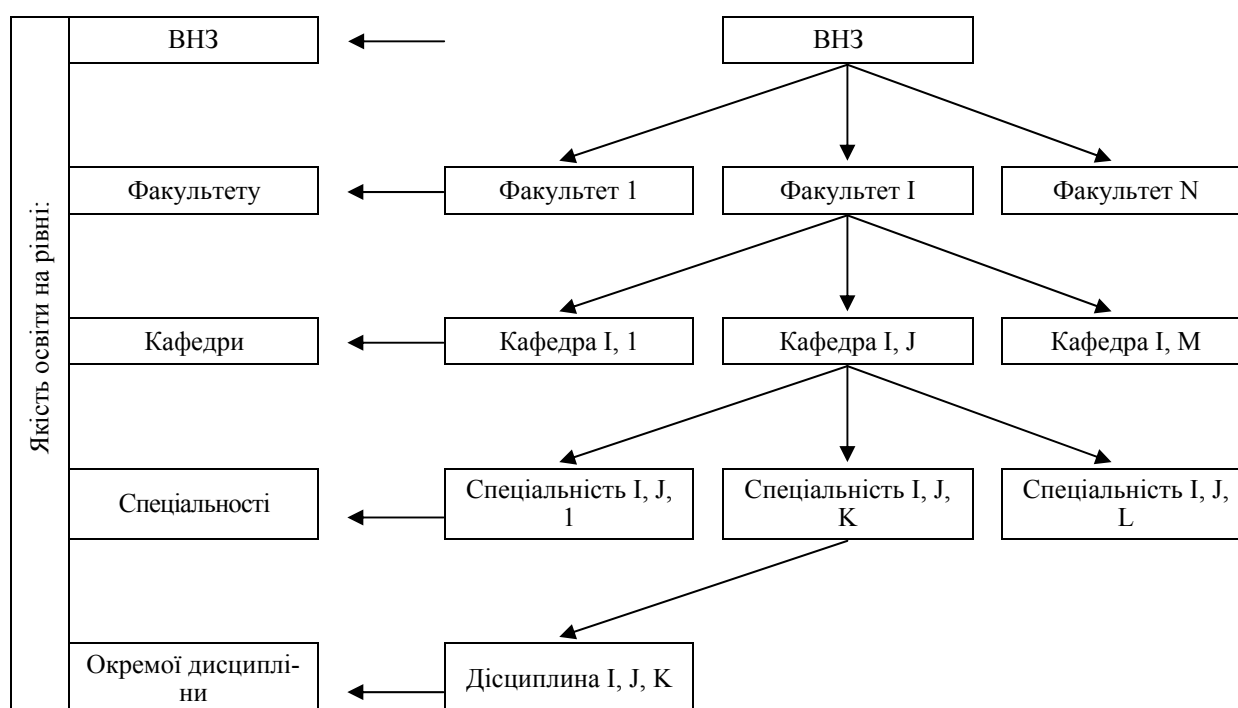 Якість освіти на рівні:
ВНЗ
ВНЗ
Факультету
Факультет 1
Факультет I
Факультет N
Кафедри
Кафедра I, 1
Кафедра I, J
Кафедра I, M
Спеціальності
Спеціальність I, J,
1
Спеціальність I, J,
K
Спеціальність I, J,
L
Окремої дисциплі-
ни
Дісциплина I, J, K